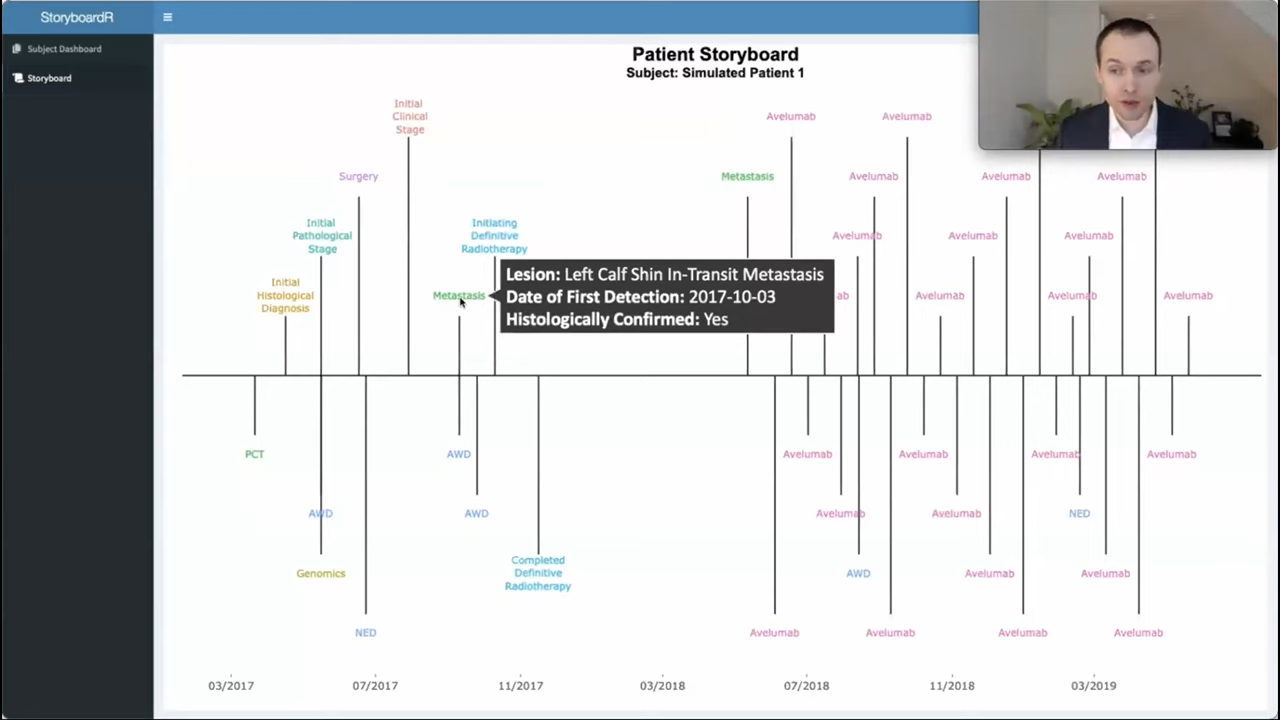 StoryboardR
Subject Dashboard
Storyboard
Patient Storyboard
Subject: Simulated Patient 1
Initial
Clinical
Stage
Avelumab
Avelumab
Surgery
Metastasis
Avelumab
Avelumab
Avelumab
Initial
Pathological
Stage
Initiating
Definitive
Radiotherapy
Avelumab
Avelumab
Avelumab
Initial
Histological
Diagnosis
Metastasis
Lesion: Left Calf Shin In-Transit Metastasis
Date of First Detection: 2017-10-03
Histologically Confirmed: Yes
ab
Avelumab
Avelumab
Avelumab
PCT
AWD
Avelumab
Avelumab
Avelumab
Avelumab
AWD
AWD
Avelumab
Avelumab
NED
Genomics
Completed
Definitive
Radiotherapy
AWD
Avelumab
Avelumab
NED
Avelumab
Avelumab
Avelumab
Avelumab
03/2017
07/2017
11/2017
03/2018
07/2018
11/2018
03/2019